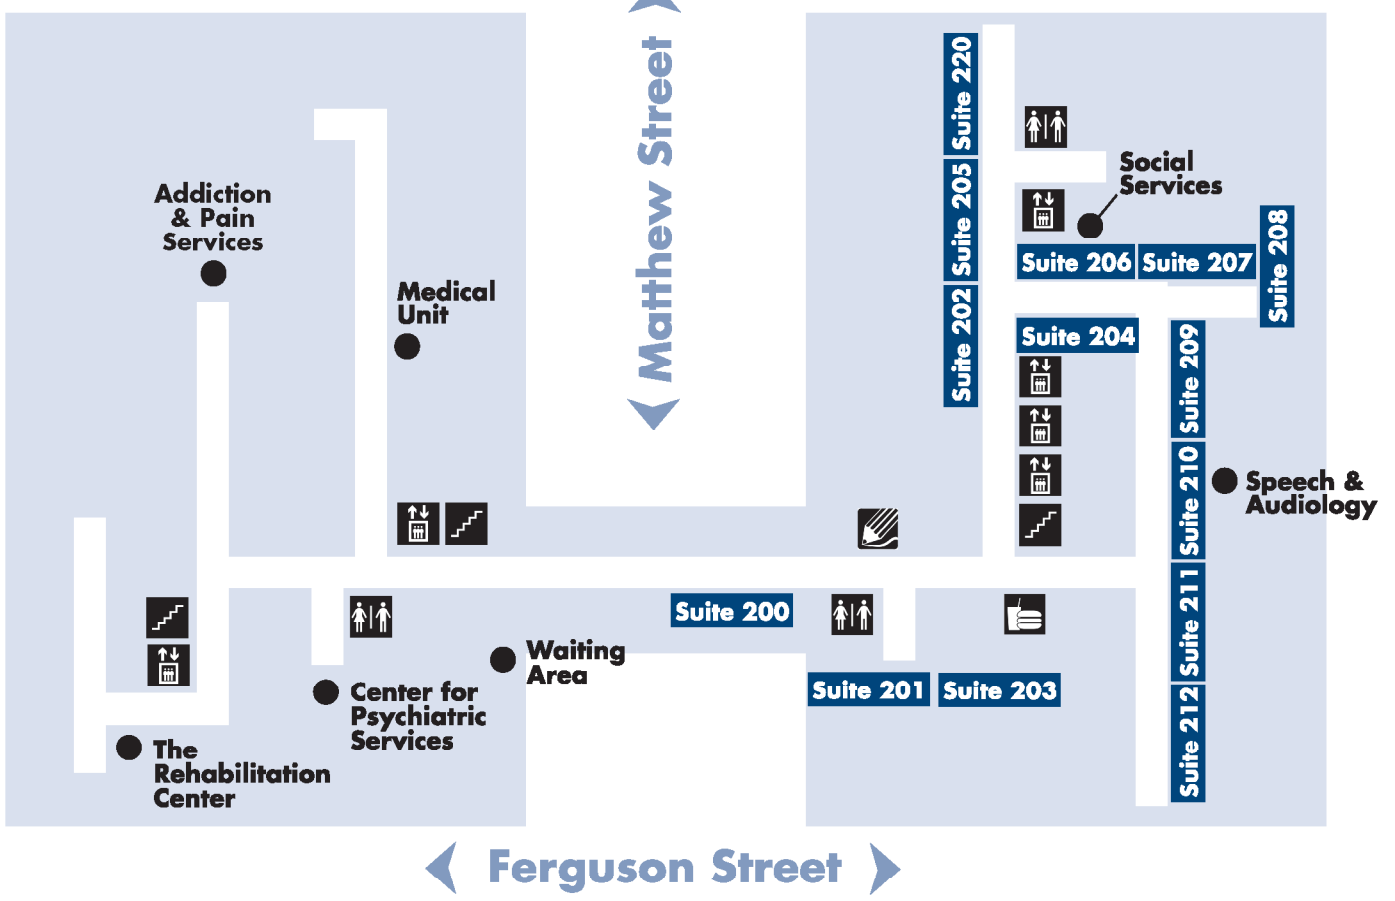 Matthew Street
Suite 220
Suite 205
Suite 202
Social
Services
Suite 206
Suite 207
Suite 208
Suite 204
Suite 209
Suite 210
Suite 211
Suite 212
Speech &
Audiology
Addiction
& Pain
Services
Medical
Unit
Suite 200
Waiting
Area
Suite 201
Suite 203
Center for
Psychiatric
Services
The
Rehabilitation
Center
Ferguson Street